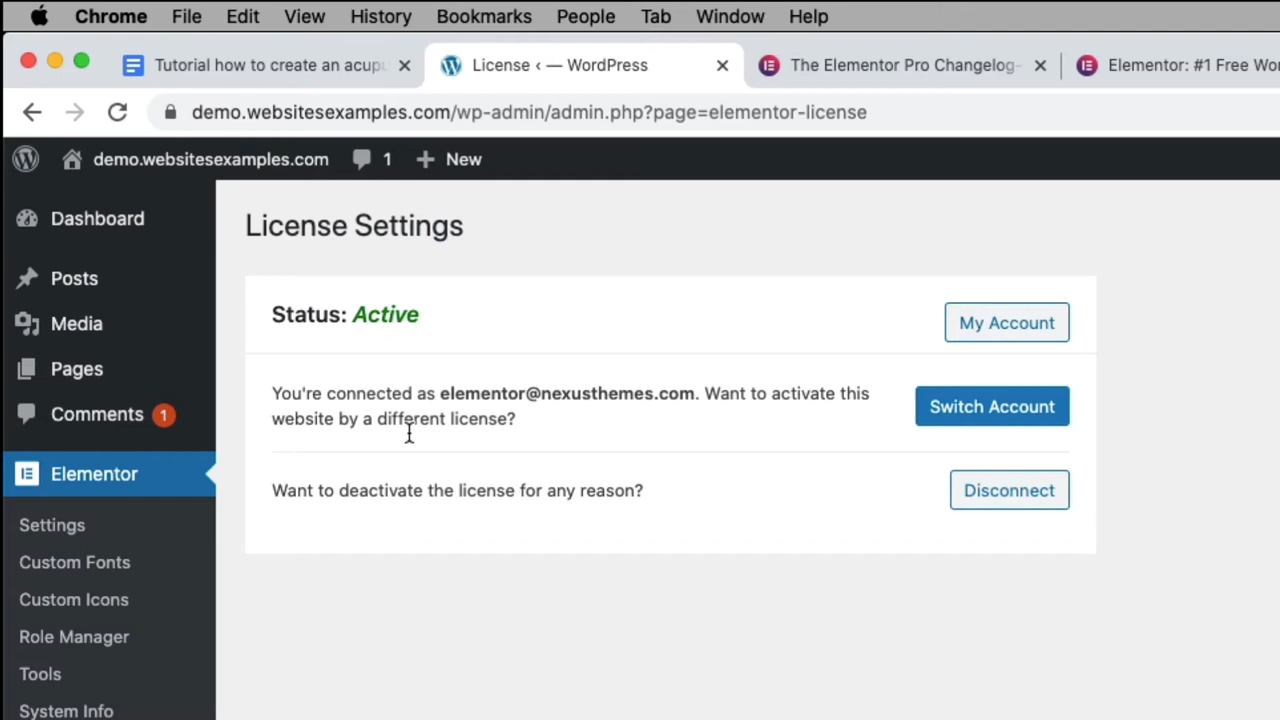 Chrome File Edit View History Bookmarks People Tab Window Help
Tutorial how to create an acup License ‹ — WordPress The Elementor Pro Changelog- Elementor: #1 Free Wo
demo.websitesexamples.com/wp-admin/admin.php?page=elementor-license
demo.websitesexamples.com 1 + New
Dashboard
Posts
Media
Pages
Comments 1
Elementor
Settings
Custom Fonts
Custom Icons
Role Manager
Tools
System Info
License Settings
Status: Active
My Account
You're connected as elementor@nexusthemes.com. Want to activate this
website by a different license?
Switch Account
Want to deactivate the license for any reason?
Disconnect